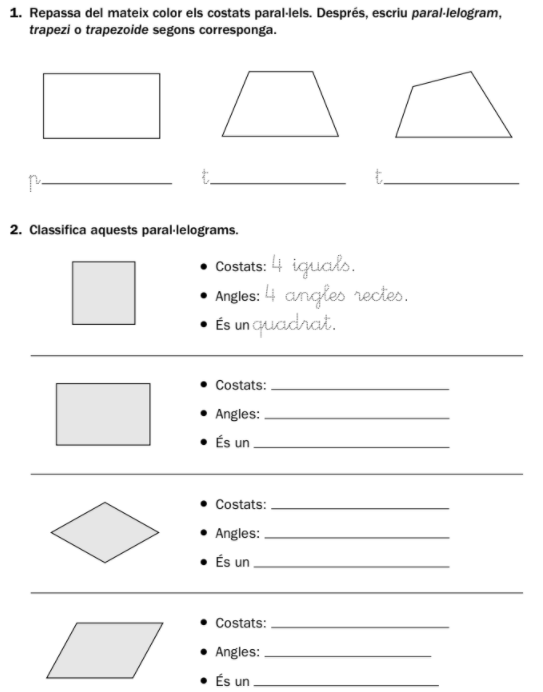 1. Repassa del mateix color els costats paral·lels. Després, escriu paral·lelogram,
trapezi o trapezoide segons corresponga.
p
t
t
2. Classifica aquests paral·lelograms.
• Costats: 4 iguals.
• Angles: 4 angles rectes.
• És un quadrat.
• Costats:
• Angles:
• És un
• Costats:
• Angles:
• És un
• Costats:
• Angles:
• És un